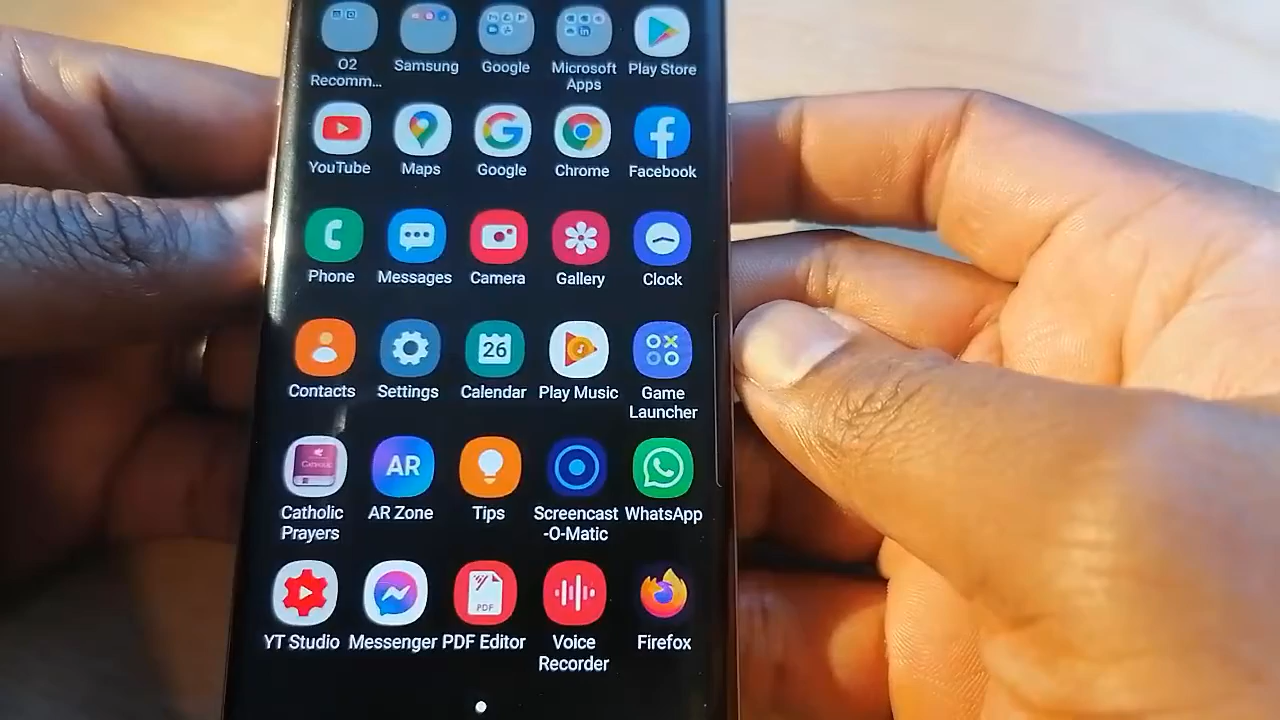 O2
Recomm...
Samsung
Google
Microsoft
Apps
Play Store
YouTube
Maps
Google
Chrome
Facebook
Phone
Messages
Camera
Gallery
Clock
26
Contacts
Settings
Calendar
Play Music
Game
Launcher
CATHOLIC
AR
Catholic
Prayers
AR Zone
Tips
Screencast
-O-Matic
WhatsApp
PDF
YT Studio
Messenger
PDF Editor
Voice
Recorder
Firefox